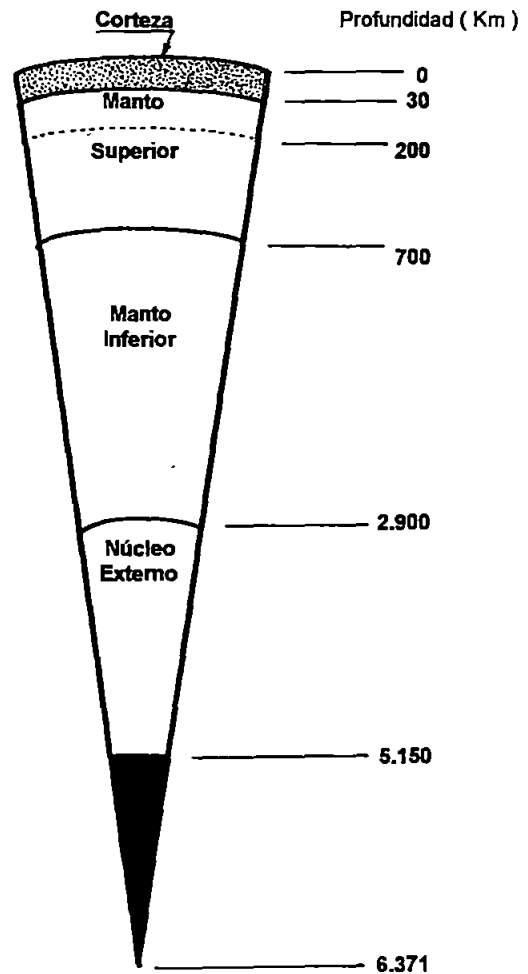 Corteza
Profundidad ( Km )
0
Manto
30
Superior
200
700
Manto
Inferior
2.900
Núcleo
Externo
5.150
6.371